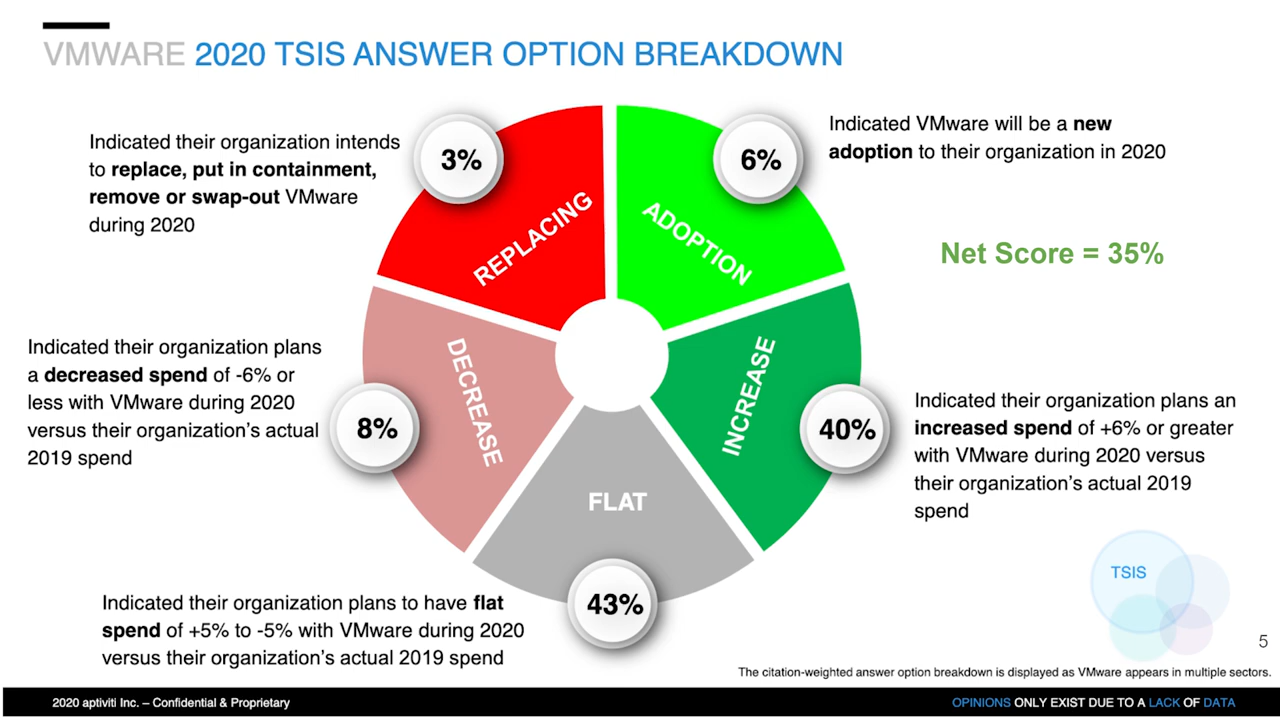 VMWARE 2020 TSIS ANSWER OPTION BREAKDOWN
Indicated their organization intends
to replace, put in containment,
remove or swap-out VMware
during 2020
3%
REPLACING
6%
ADOPTION
Indicated VMware will be a new
adoption to their organization in 2020
Net Score = 35%
Indicated their organization plans
a decreased spend of -6% or
less with VMware during 2020
versus their organization’s actual
2019 spend
8%
DECREASE
INCREASE
40%
Indicated their organization plans an
increased spend of +6% or greater
with VMware during 2020 versus
their organization’s actual 2019
spend
FLAT
43%
Indicated their organization plans to have flat
spend of +5% to -5% with VMware during 2020
versus their organization’s actual 2019 spend
TSIS
5
The citation-weighted answer option breakdown is displayed as VMware appears in multiple sectors.
2020 aptiviti Inc. – Confidential & Proprietary
OPINIONS ONLY EXIST DUE TO A LACK OF DATA